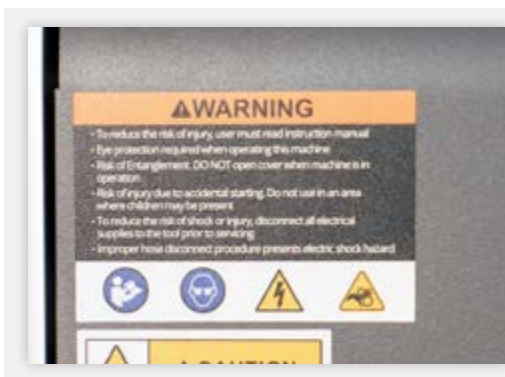 ⚠WARNING
- To reduce the risk of injury, user must read instruction manual
- Eye protection required when operating this machine
- Risk of Entanglement. DO NOT open cover when machine is in
operation
- Risk of injury due to accidental starting. Do not use in an area
where children may be present
- To reduce the risk of shock or injury, disconnect all electrical
supplies to the tool prior to servicing
- Improper hose disconnect procedure presents electric shock hazard
CAUTION